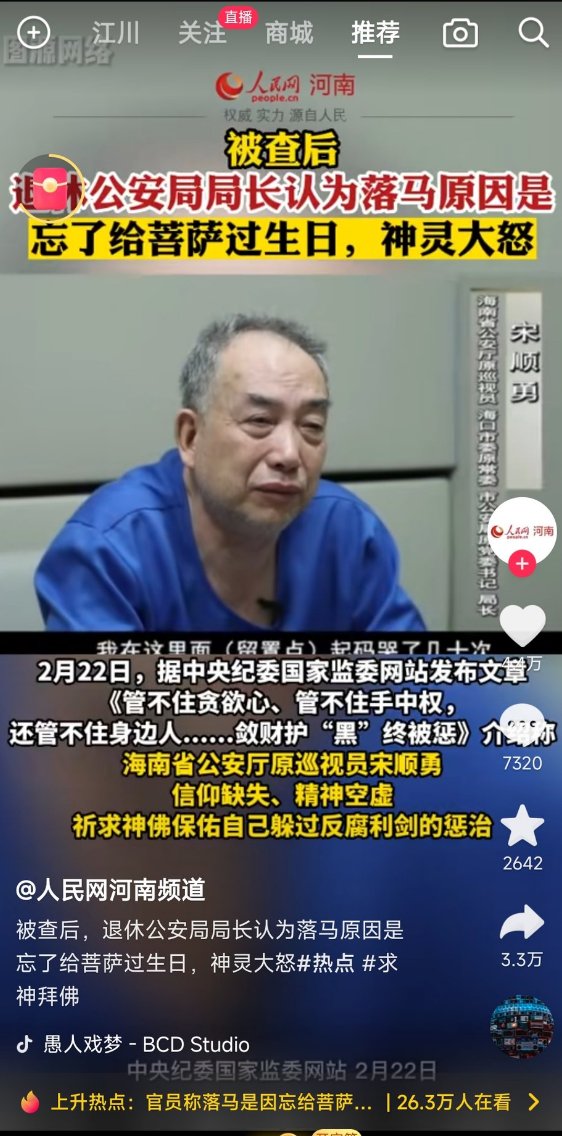 江川
关注
直播
商城
推荐
图源网络
人民网 河南
people.cn
权威 实力 源自人民
被查后
退休公安局局长认为落马原因是
忘了给菩萨过生日，神灵大怒
宋顺勇
海南省公安厅原巡视员 海口市委原常委 市公安局党委书记 局长
人民网 河南
people.cn
我在这里面（留置点）起码哭了几十次
4.4万
2月22日，据中央纪委国家监委网站发布文章
《管不住贪欲心、管不住手中权，
还管不住身边人......敛财护“黑”终被惩》介绍称
海南省公安厅原巡视员宋顺勇
信仰缺失、精神空虚
祈求神佛保佑自己躲过反腐利剑的惩治
7320
2642
3.3万
@人民网河南频道
被查后，退休公安局局长认为落马原因是
忘了给菩萨过生日，神灵大怒#热点 #求
神拜佛
愚人戏梦 - BCD Studio
中央纪委国家监委网站 2月22日
上升热点：官员称落马是因忘给菩萨... | 26.3万人在看